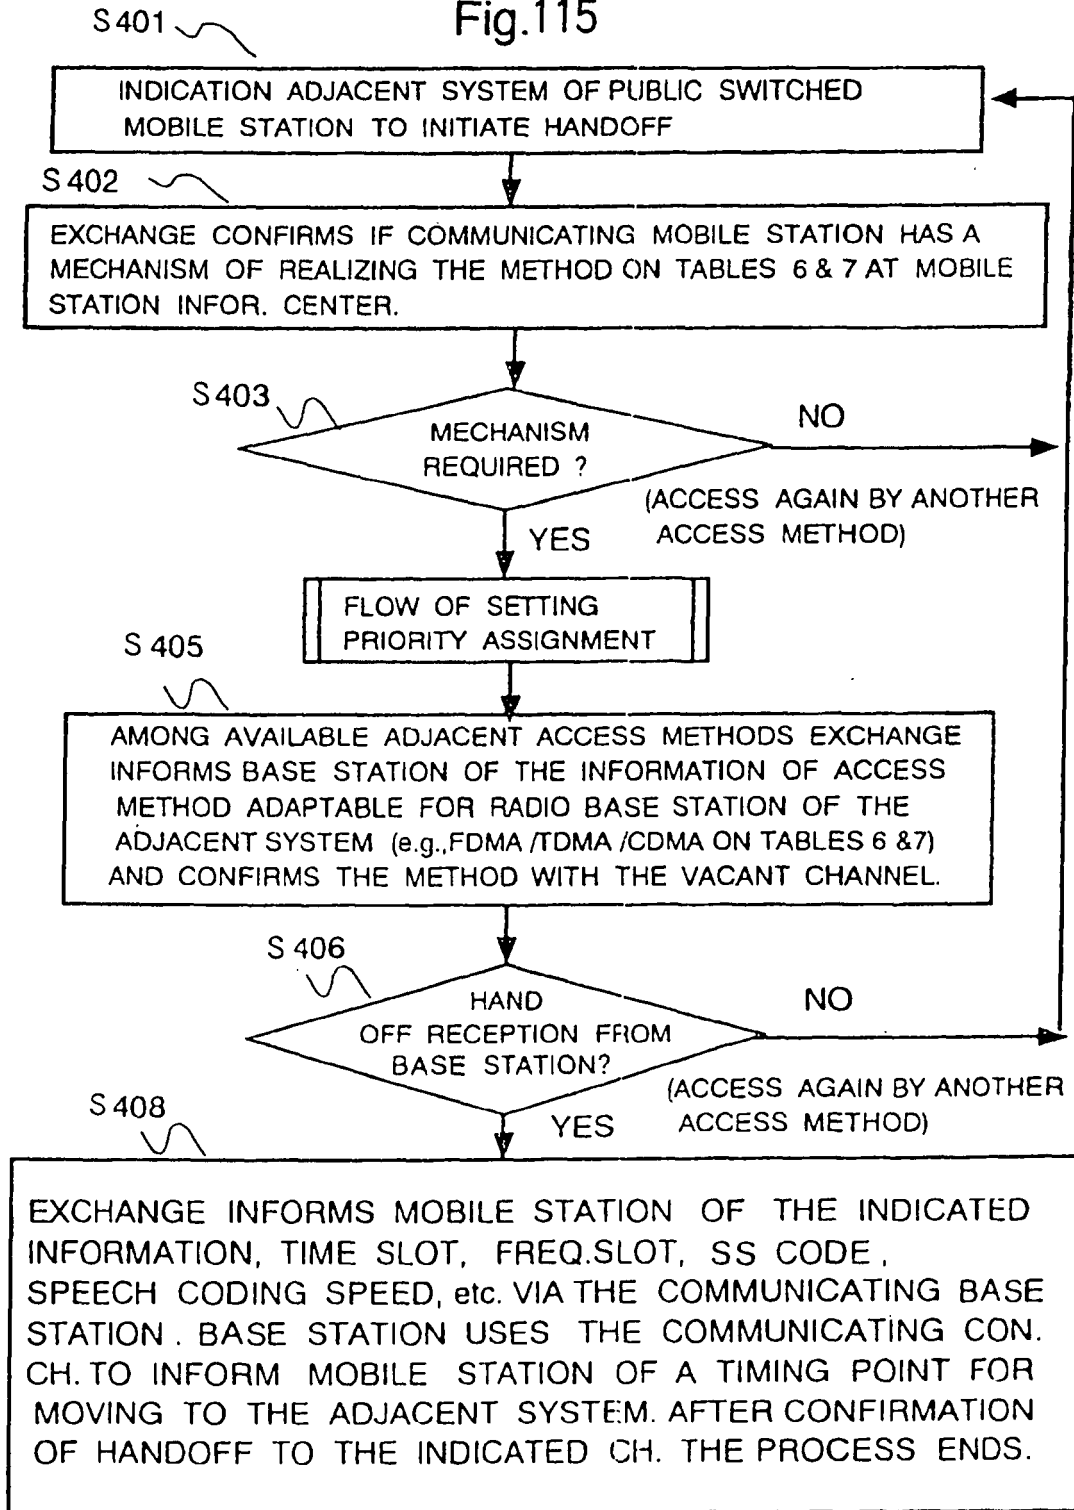 Fig.115
S401
INDICATION ADJACENT SYSTEM OF PUBLIC SWITCHED
MOBILE STATION TO INITIATE HANDOFF
S402
EXCHANGE CONFIRMS IF COMMUNICATING MOBILE STATION HAS A
MECHANISM OF REALIZING THE METHOD ON TABLES 6 & 7 AT MOBILE
STATION INFOR. CENTER.
S403
MECHANISM
REQUIRED ?
NO
(ACCESS AGAIN BY ANOTHER
ACCESS METHOD)
YES
FLOW OF SETTING
PRIORITY ASSIGNMENT
S405
AMONG AVAILABLE ADJACENT ACCESS METHODS EXCHANGE
INFORMS BASE STATION OF THE INFORMATION OF ACCESS
METHOD ADAPTABLE FOR RADIO BASE STATION OF THE
ADJACENT SYSTEM (e.g.,FDMA/TDMA/CDMA ON TABLES 6 &7)
AND CONFIRMS THE METHOD WITH THE VACANT CHANNEL.
S406
HAND
OFF RECEPTION FROM
BASE STATION?
NO
(ACCESS AGAIN BY ANOTHER
ACCESS METHOD)
YES
S408
EXCHANGE INFORMS MOBILE STATION OF THE INDICATED
INFORMATION, TIME SLOT, FREQ.SLOT, SS CODE,
SPEECH CODING SPEED, etc. VIA THE COMMUNICATING BASE
STATION. BASE STATION USES THE COMMUNICATING CON.
CH. TO INFORM MOBILE STATION OF A TIMING POINT FOR
MOVING TO THE ADJACENT SYSTEM. AFTER CONFIRMATION
OF HANDOFF TO THE INDICATED CH. THE PROCESS ENDS.